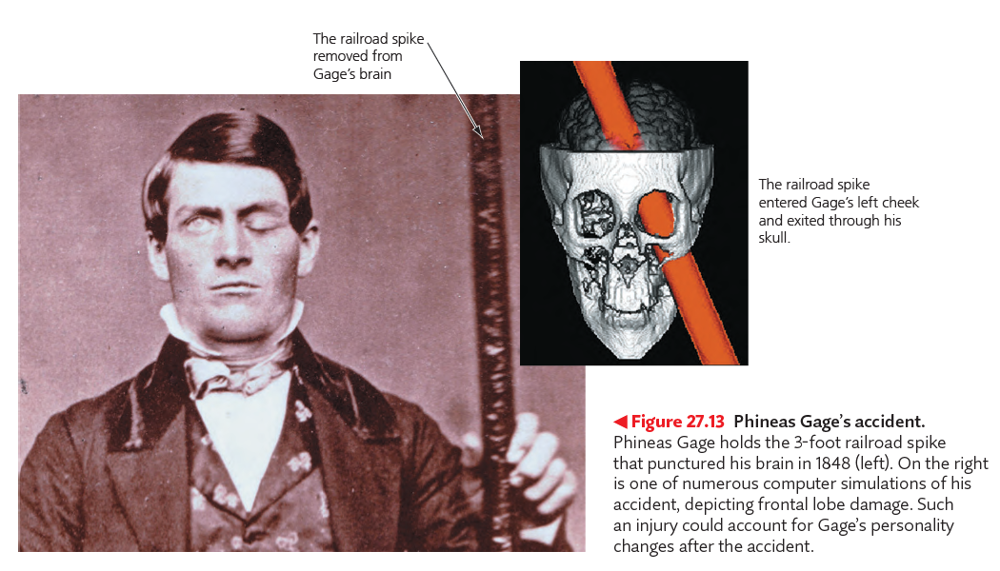 The railroad spike
removed from
Gage’s brain
The railroad spike
entered Gage’s left cheek
and exited through his
skull.
◀ Figure 27.13 Phineas Gage’s accident.
Phineas Gage holds the 3-foot railroad spike
that punctured his brain in 1848 (left). On the right
is one of numerous computer simulations of his
accident, depicting frontal lobe damage. Such
an injury could account for Gage’s personality
changes after the accident.